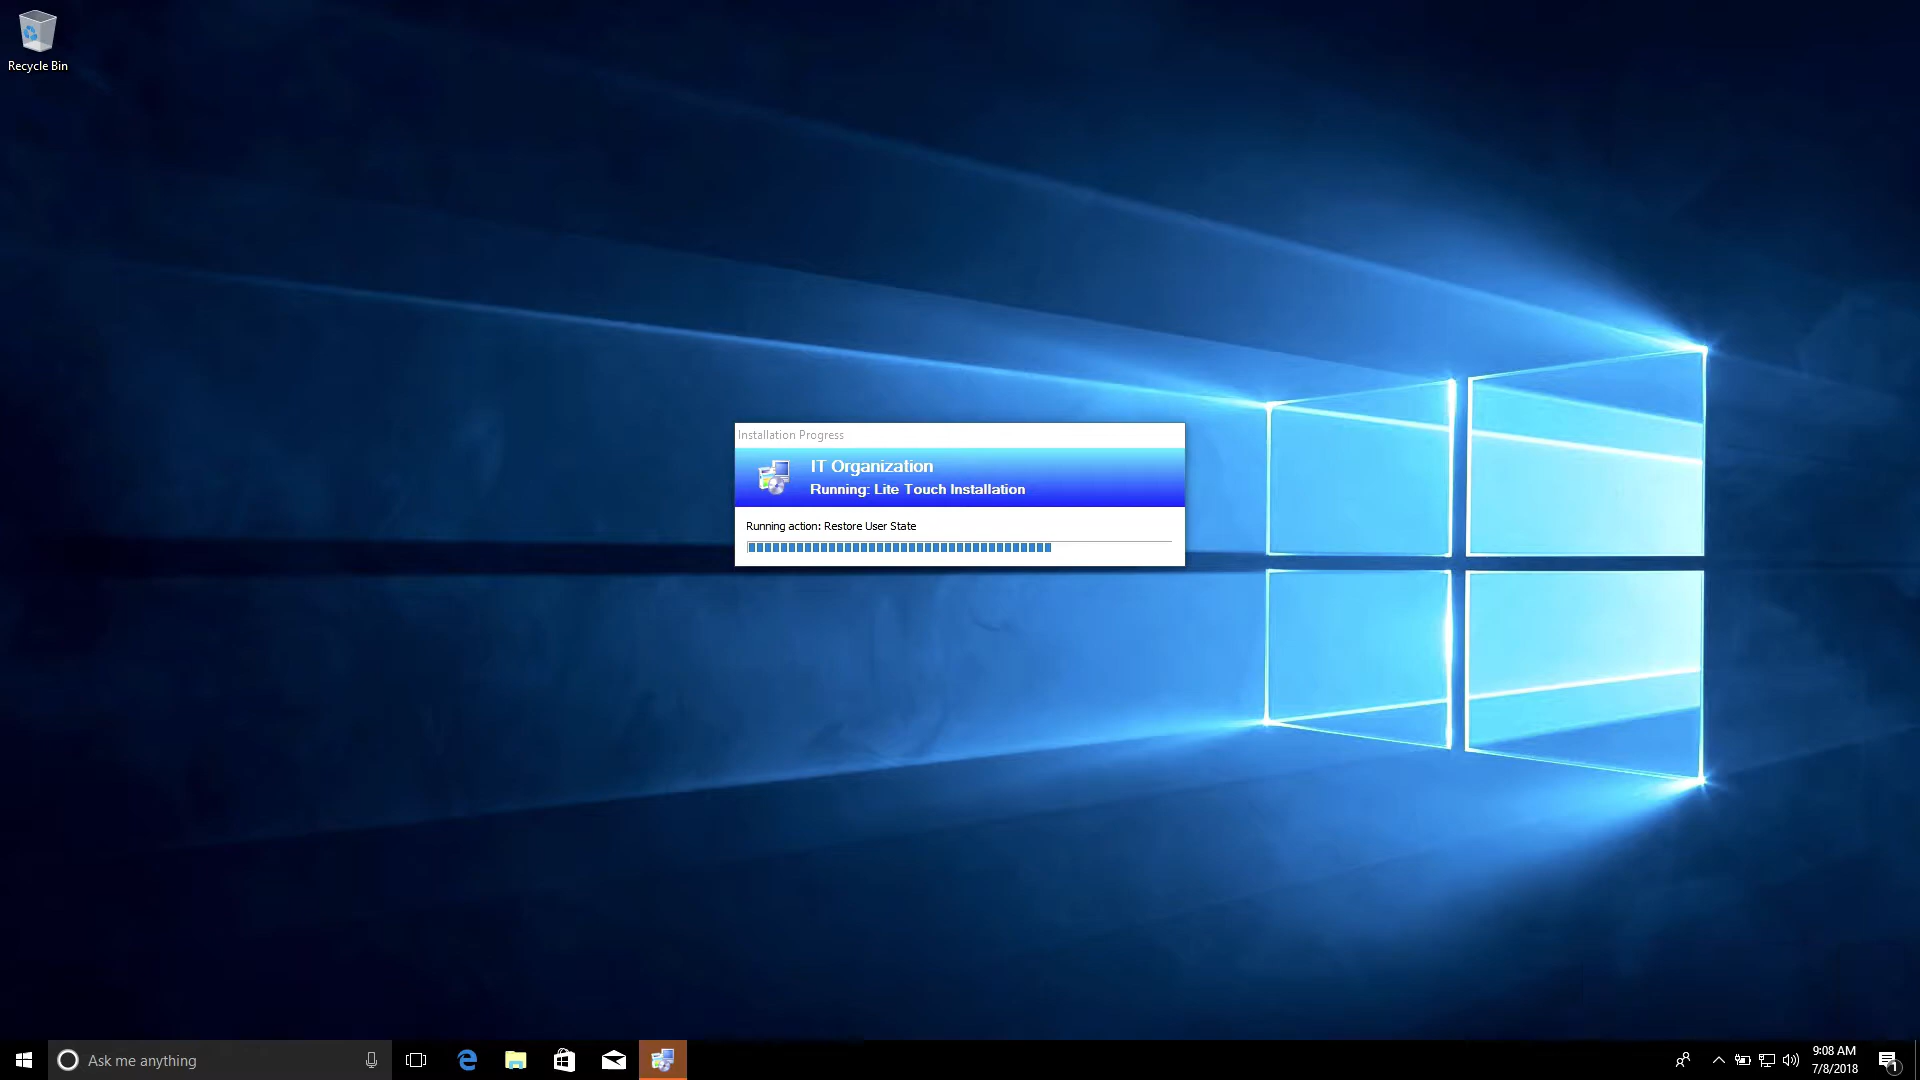 Recycle Bin
Installation Progress
IT Organization
Running: Lite Touch Installation
Running action: Restore User State
Ask me anything
9:08 AM
7/8/2018
1